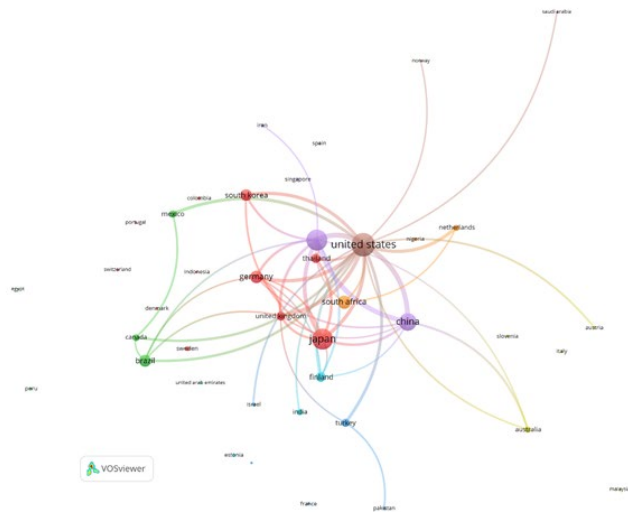 saudi arabia
norway
iran
spain
singapore
south korea
colombia
mexico
portugal
netherlands
nigeria
united states
thailand
switzerland
indonesia
germany
egypt
south africa
denmark
united kingdom
china
austria
canada
japan
slovenia
sweden
italy
brazil
finland
united arab emirates
peru
israel
india
turkey
australia
estonia
VOSviewer
malaysia
france
pakistan